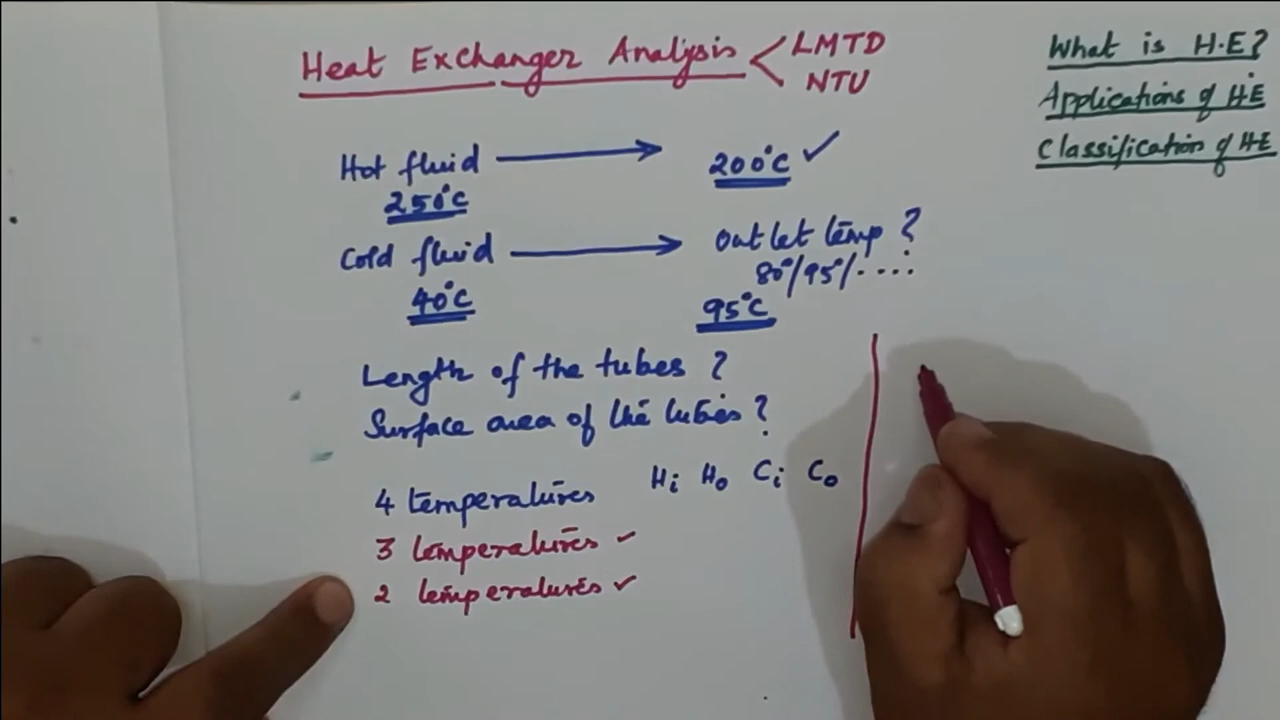 Heat Exchanger Analysis < LMTD
NTU
What is H.E?
Applications of HE
Classification of HE
Hot fluid → 200°C ✓
250°C
Cold fluid → Outlet temp ?
80°/95°/....
40°C 95°C
Length of the tubes ?
Surface area of the tubes ?
4 temperatures Hi Ho Ci Co
3 temperatures ✓
2 temperatures ✓